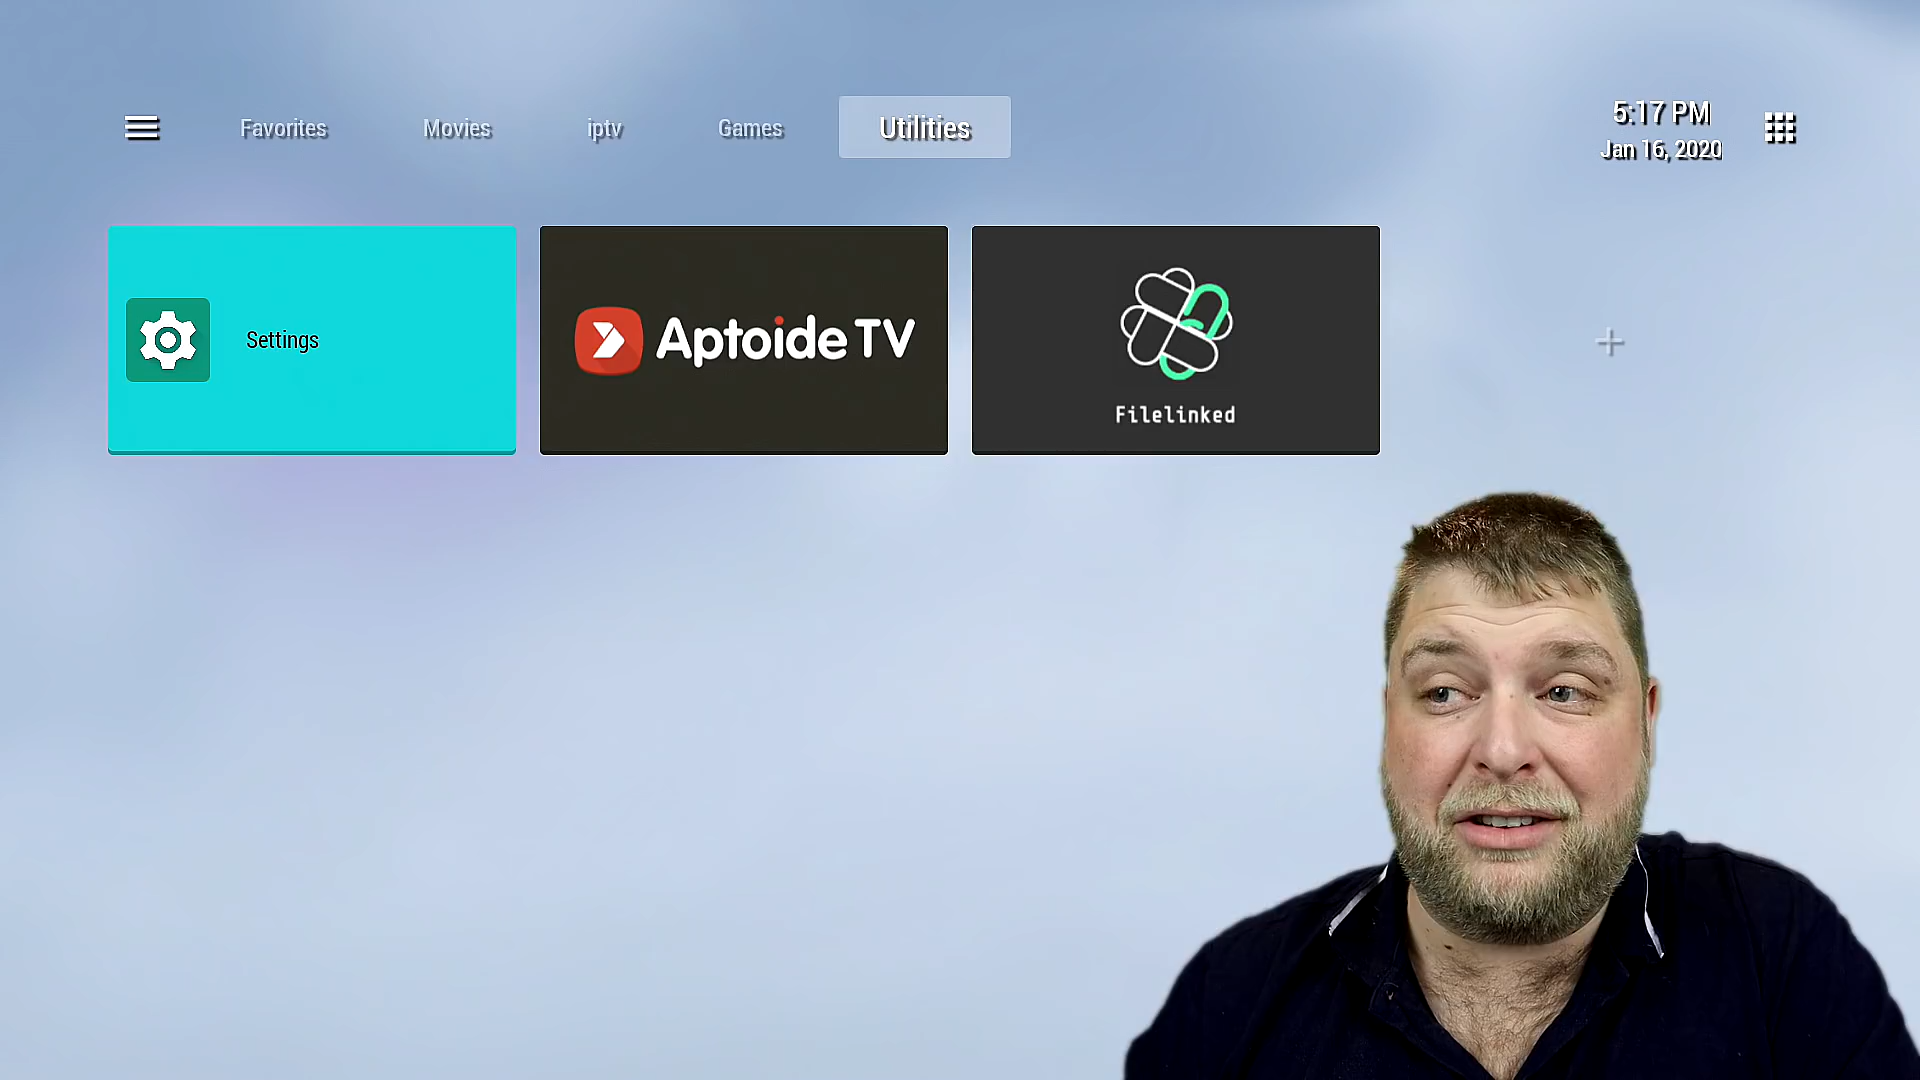 Favorites
Movies
iptv
Games
Utilities
5:17 PM
Jan 16, 2020
Settings
Aptoide TV
Filelinked